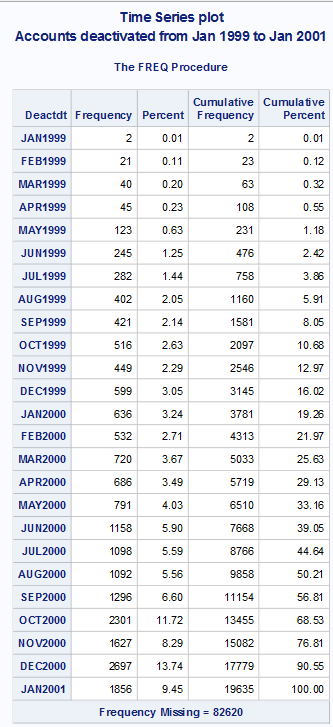 Time Series plot
Accounts deactivated from Jan 1999 to Jan 2001
The FREQ Procedure
Deactdt Frequency Percent Cumulative Frequency Cumulative Percent
JAN1999 2 0.01 2 0.01
FEB1999 21 0.11 23 0.12
MAR1999 40 0.20 63 0.32
APR1999 45 0.23 108 0.55
MAY1999 123 0.63 231 1.18
JUN1999 245 1.25 476 2.42
JUL1999 282 1.44 758 3.86
AUG1999 402 2.05 1160 5.91
SEP1999 421 2.14 1581 8.05
OCT1999 516 2.63 2097 10.68
NOV1999 449 2.29 2546 12.97
DEC1999 599 3.05 3145 16.02
JAN2000 636 3.24 3781 19.26
FEB2000 532 2.71 4313 21.97
MAR2000 720 3.67 5033 25.63
APR2000 686 3.49 5719 29.13
MAY2000 791 4.03 6510 33.16
JUN2000 1158 5.90 7668 39.05
JUL2000 1098 5.59 8766 44.64
AUG2000 1092 5.56 9858 50.21
SEP2000 1296 6.60 11154 56.81
OCT2000 2301 11.72 13455 68.53
NOV2000 1627 8.29 15082 76.81
DEC2000 2697 13.74 17779 90.55
JAN2001 1856 9.45 19635 100.00
Frequency Missing = 82620